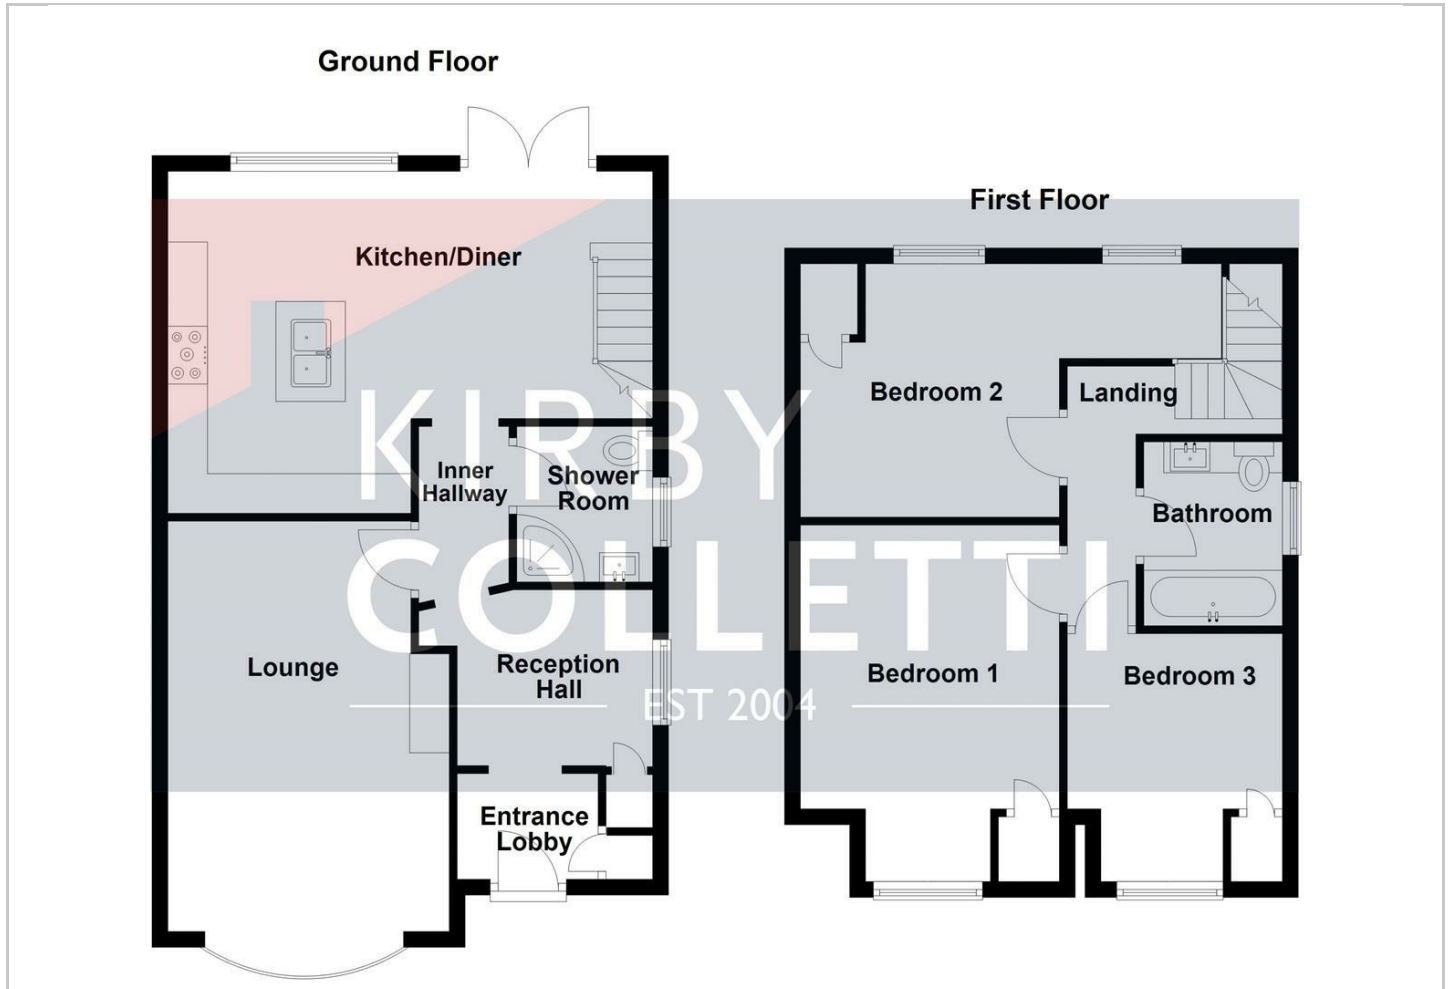 Ground Floor
Kitchen/Diner
Inner
Hallway
Shower
Room
Lounge
Reception
Hall
Entrance
Lobby
First Floor
Bedroom 2
Landing
Bathroom
Bedroom 1
Bedroom 3
KIRBY
COLLETTI
EST 2004